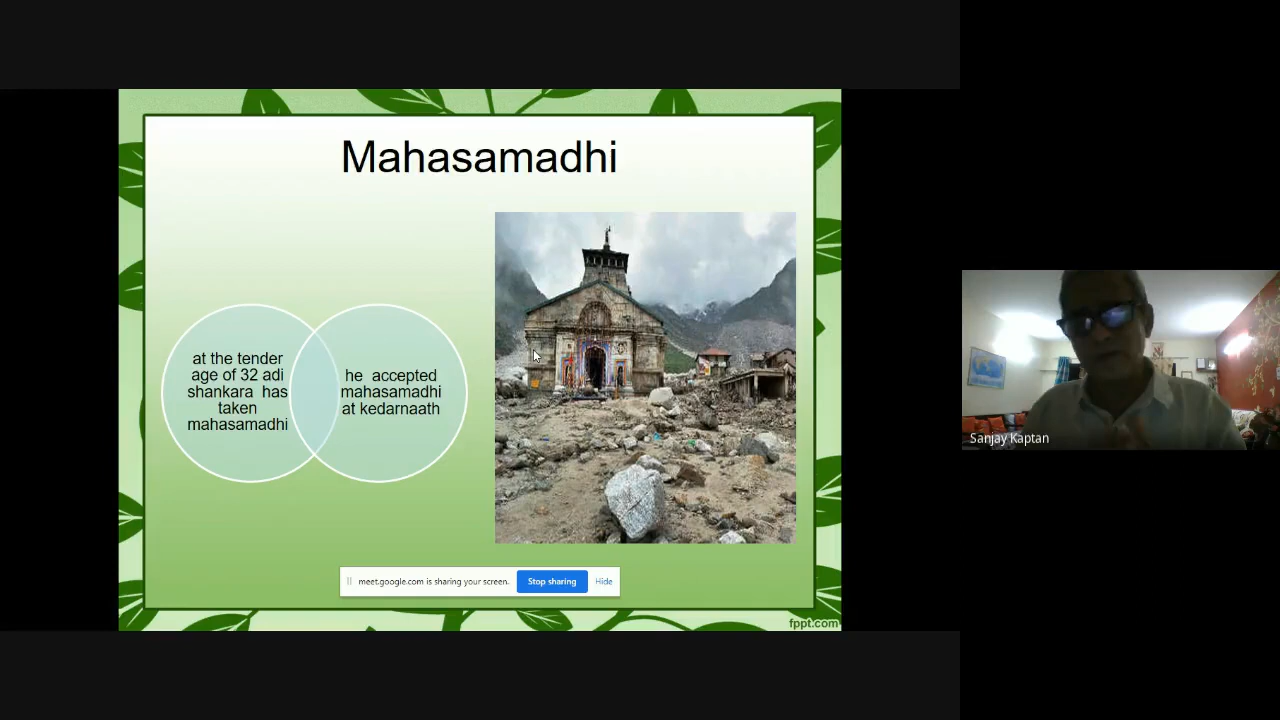 Mahasamadhi
at the tender
age of 32 adi
shankara has
taken
mahasamadhi
he accepted
mahasamadhi
at kedarnaath
meet.google.com is sharing your screen.
Stop sharing
Hide
fppt.com
Sanjay Kaptan